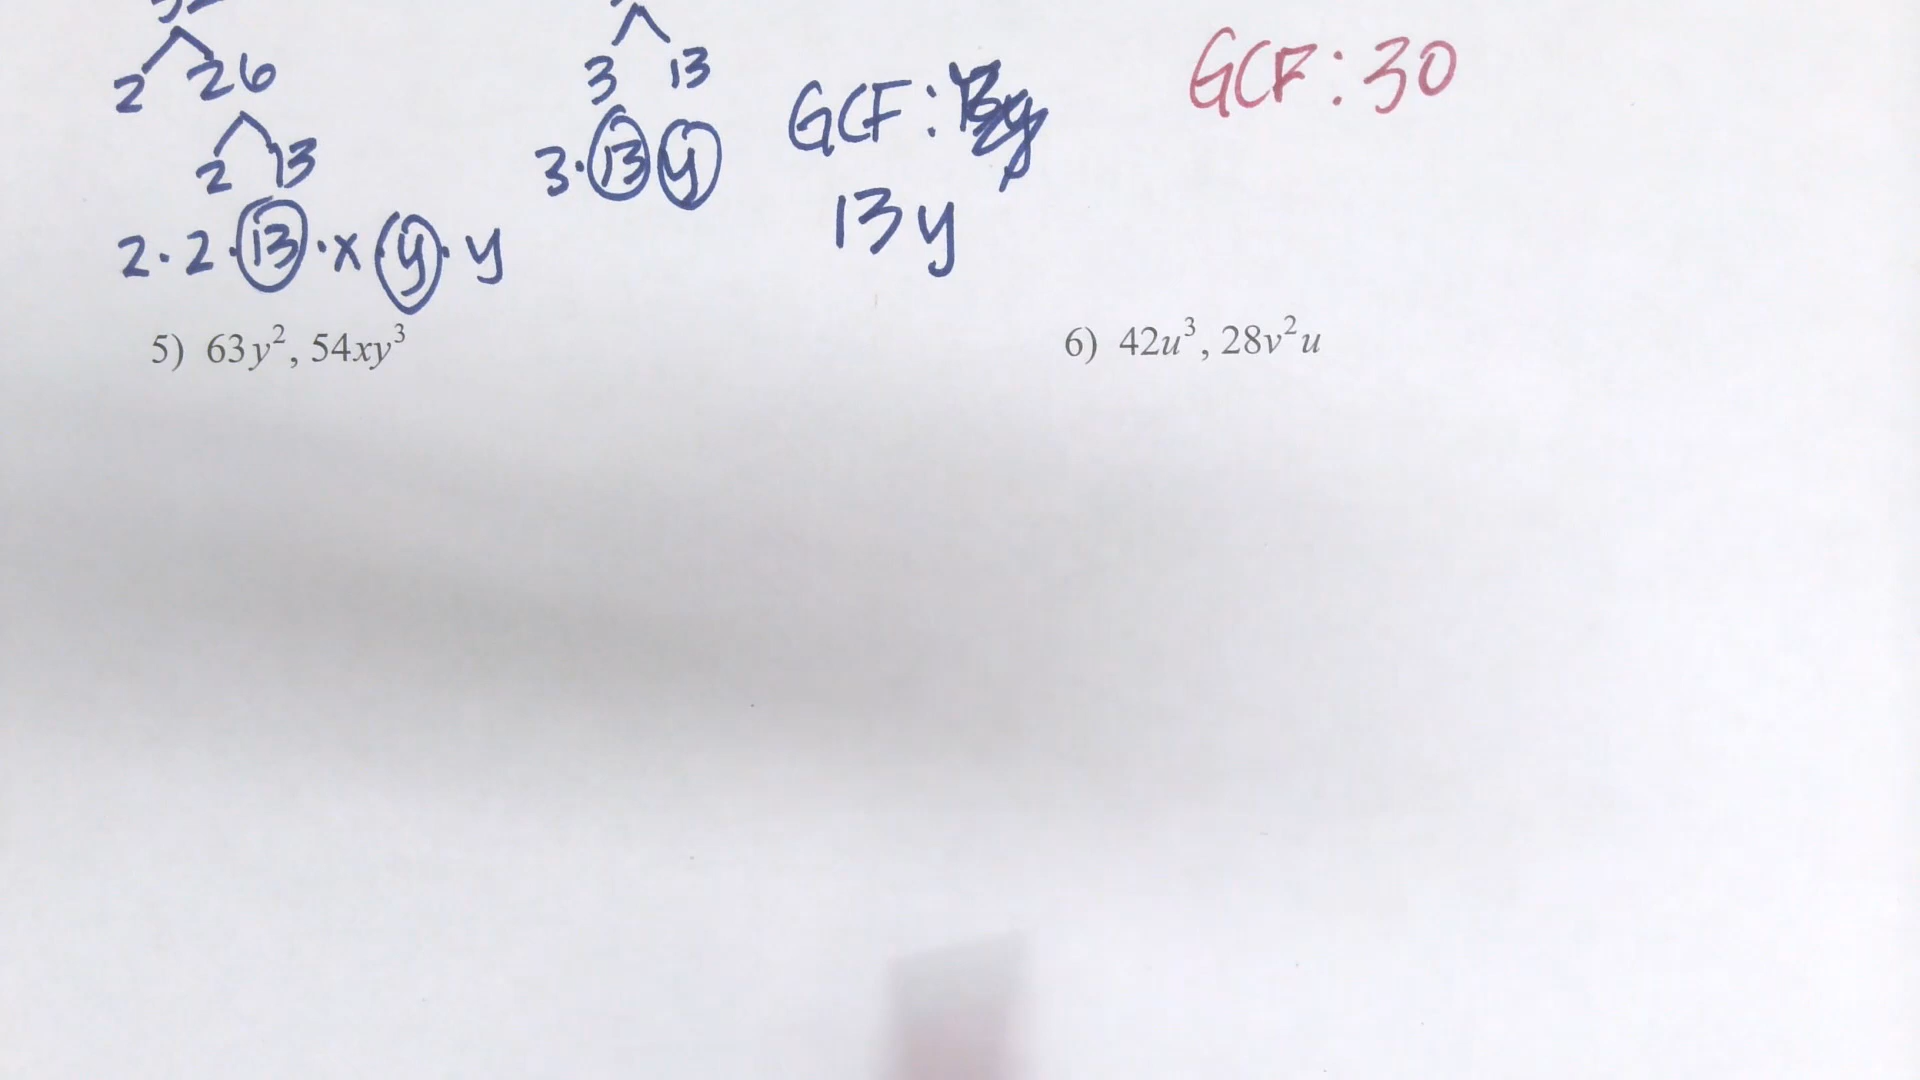 2 26
2 13
2·2·13·x·y·y
3 13
3·13 y
GCF:
13y
GCF: 30
5) 63y², 54xy³
6) 42u³, 28v²u